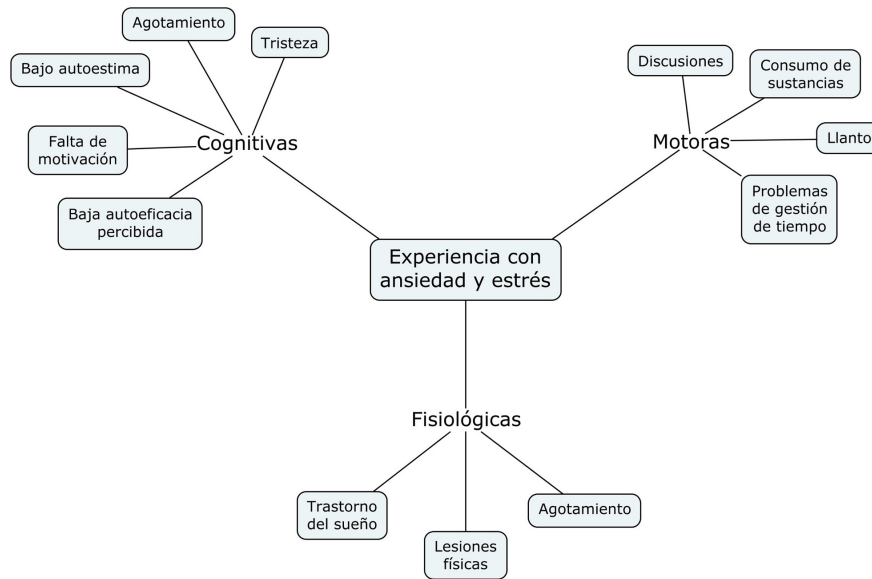 Agotamiento
Tristeza
Bajo autoestima
Falta de
motivación
Baja autoeficacia
percibida
Cognitivas
Discusiones
Consumo de
sustancias
Llanto
Problemas
de gestión
de tiempo
Motoras
Experiencia con
ansiedad y estrés
Fisiológicas
Trastorno
del sueño
Lesiones
físicas
Agotamiento